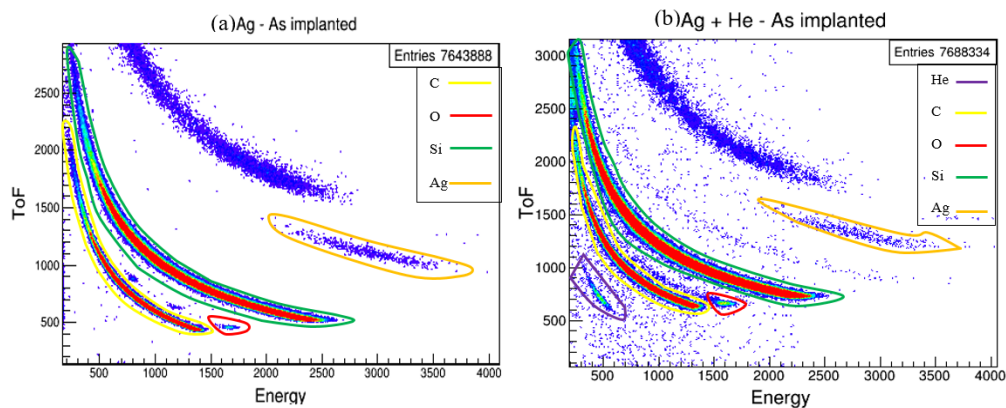 (a)Ag - As implanted
Entries 7643888
C
O
Si
Ag
ToF
2500
2000
1500
1000
500
500 1000 1500 2000 2500 3000 3500 4000
Energy
(b)Ag + He - As implanted
Entries 7688334
He
C
O
Si
Ag
ToF
3000
2500
2000
1500
1000
500
500 1000 1500 2000 2500 3000 3500 4000
Energy